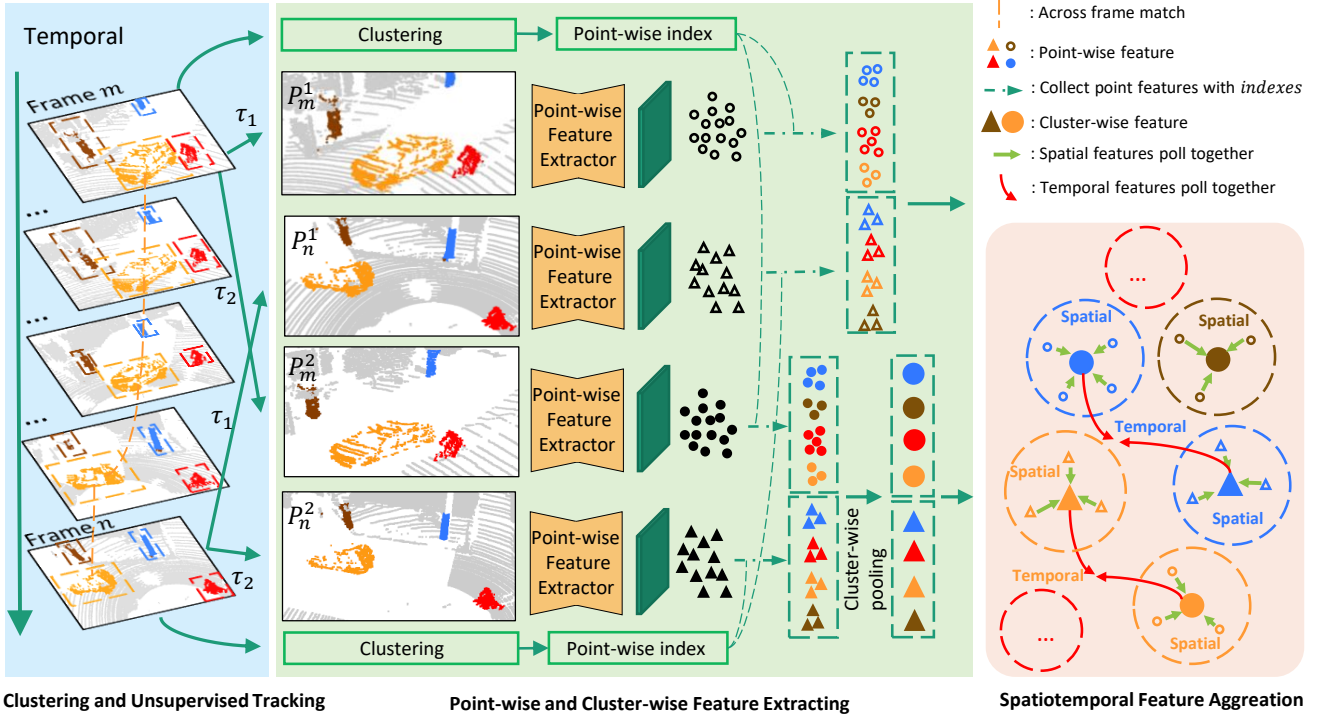 Temporal
Frame m
...
...
...
Frame n
τ1
τ2
τ1
τ2
Clustering
Point-wise index
P_m^1
Point-wise
Feature
Extractor
P_n^1
Point-wise
Feature
Extractor
P_m^2
Point-wise
Feature
Extractor
P_n^2
Point-wise
Feature
Extractor
Cluster-wise
pooling
Clustering
Point-wise index
: Across frame match
: Point-wise feature
: Collect point features with indexes
: Cluster-wise feature
: Spatial features poll together
: Temporal features poll together
...
Spatial
Spatial
Temporal
Spatial
Spatial
Temporal
Spatial
...
Clustering and Unsupervised Tracking
Point-wise and Cluster-wise Feature Extracting
Spatiotemporal Feature Aggreation